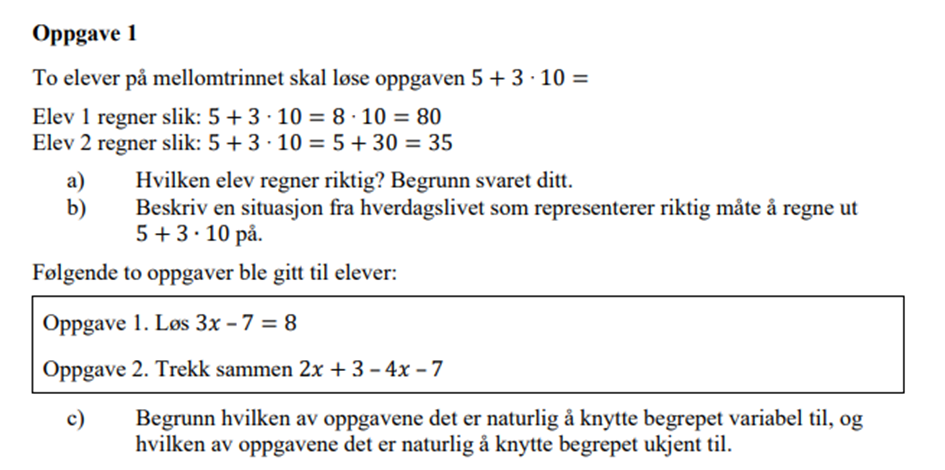 Oppgave 1
To elever på mellomtrinnet skal løse oppgaven 5 + 3 · 10 =
Elev 1 regner slik: 5 + 3 · 10 = 8 · 10 = 80
Elev 2 regner slik: 5 + 3 · 10 = 5 + 30 = 35
a) Hvilken elev regner riktig? Begrunn svaret ditt.
b) Beskriv en situasjon fra hverdagslivet som representerer riktig måte å regne ut
5 + 3 · 10 på.
Følgende to oppgaver ble gitt til elever:
Oppgave 1. Løs 3x – 7 = 8
Oppgave 2. Trekk sammen 2x + 3 – 4x – 7
c) Begrunn hvilken av oppgavene det er naturlig å knytte begrepet variabel til, og
hvilken av oppgavene det er naturlig å knytte begrepet ukjent til.